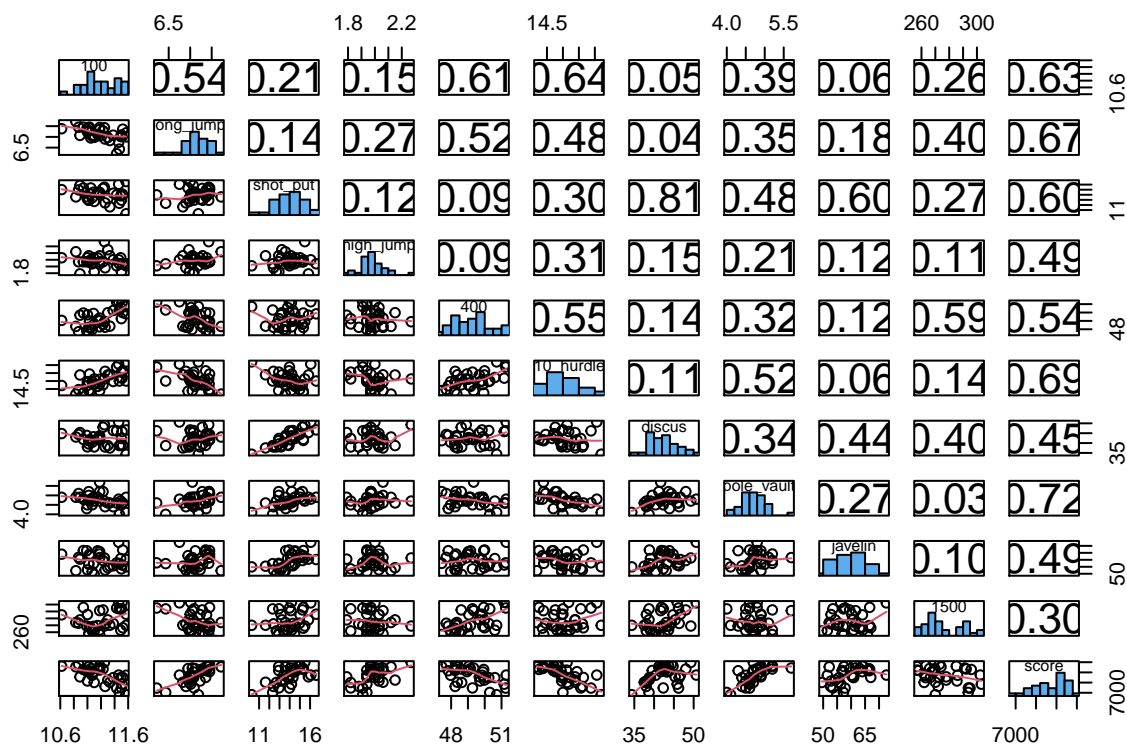 6.5 1.8 2.2 14.5 4.0 5.5 260 300
100 0.54 0.21 0.15 0.61 0.64 0.05 0.39 0.06 0.26 0.63 10.6
6.5 ong_jump 0.14 0.27 0.52 0.48 0.04 0.35 0.18 0.40 0.67
shot_put 0.12 0.09 0.30 0.81 0.48 0.60 0.27 0.60 11
1.8 high_jump 0.09 0.31 0.15 0.21 0.12 0.11 0.49
400 0.55 0.14 0.32 0.12 0.59 0.54 48
14.5 10_hurdle 0.11 0.52 0.06 0.14 0.69
discus 0.34 0.44 0.40 0.45 35
4.0 pole_vault 0.27 0.03 0.72
javelin 0.10 0.49 50
260 1500 0.30
score 7000
10.6 11.6 11 16 48 51 35 50 50 65 7000